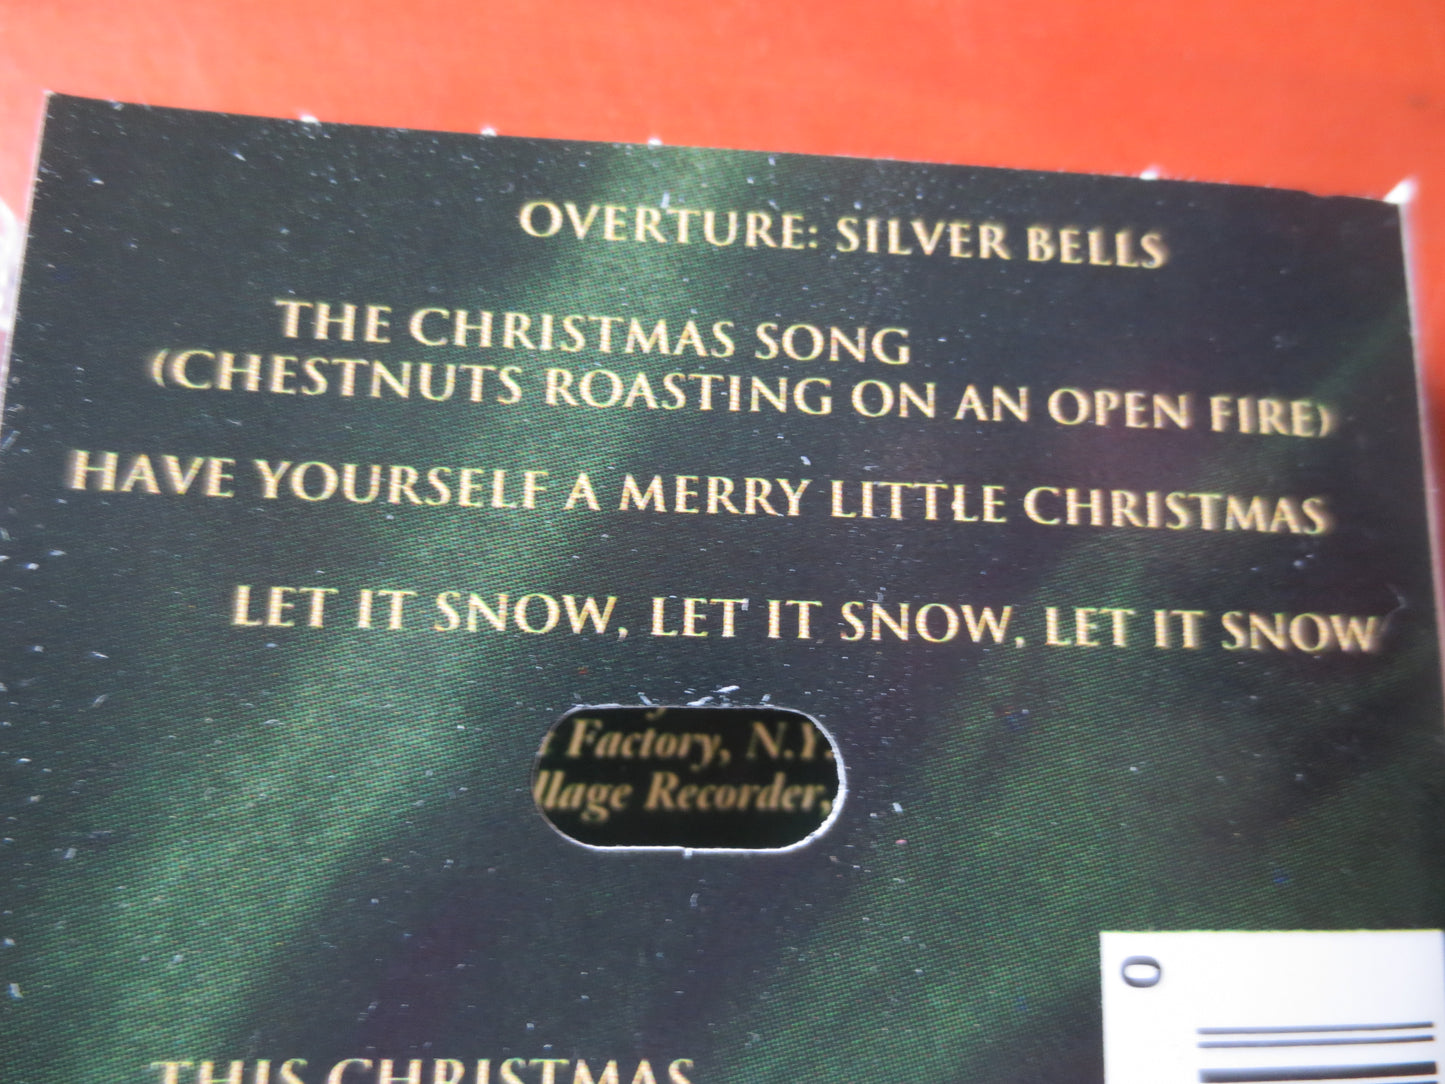 OVERTURE: SILVER BELLS
THE CHRISTMAS SONG
(CHESTNUTS ROASTING ON AN OPEN FIRE)
HAVE YOURSELF A MERRY LITTLE CHRISTMAS
LET IT SNOW, LET IT SNOW, LET IT SNOW
Factory, N.Y.
llage Recorder,
0
THIS CHRISTMAS